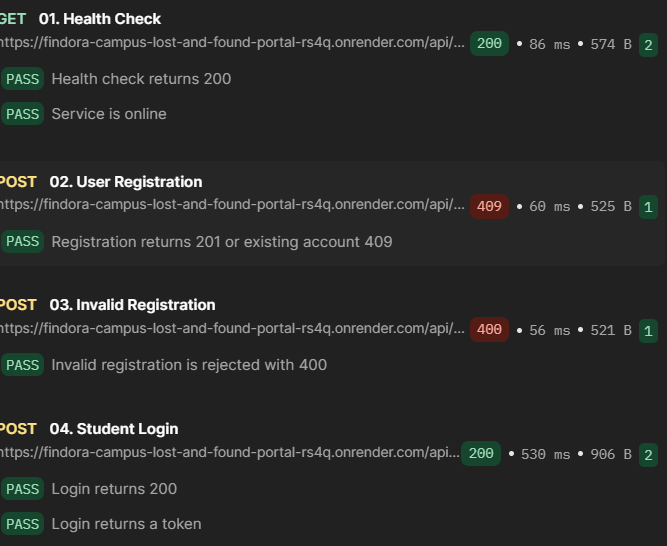 GET 01. Health Check
https://findora-campus-lost-and-found-portal-rs4q.onrender.com/api/... 200 • 86 ms • 574 B 2
PASS Health check returns 200
PASS Service is online
POST 02. User Registration
https://findora-campus-lost-and-found-portal-rs4q.onrender.com/api/... 409 • 60 ms • 525 B 1
PASS Registration returns 201 or existing account 409
POST 03. Invalid Registration
https://findora-campus-lost-and-found-portal-rs4q.onrender.com/api/... 400 • 56 ms • 521 B 1
PASS Invalid registration is rejected with 400
POST 04. Student Login
https://findora-campus-lost-and-found-portal-rs4q.onrender.com/api... 200 • 530 ms • 906 B 2
PASS Login returns 200
PASS Login returns a token